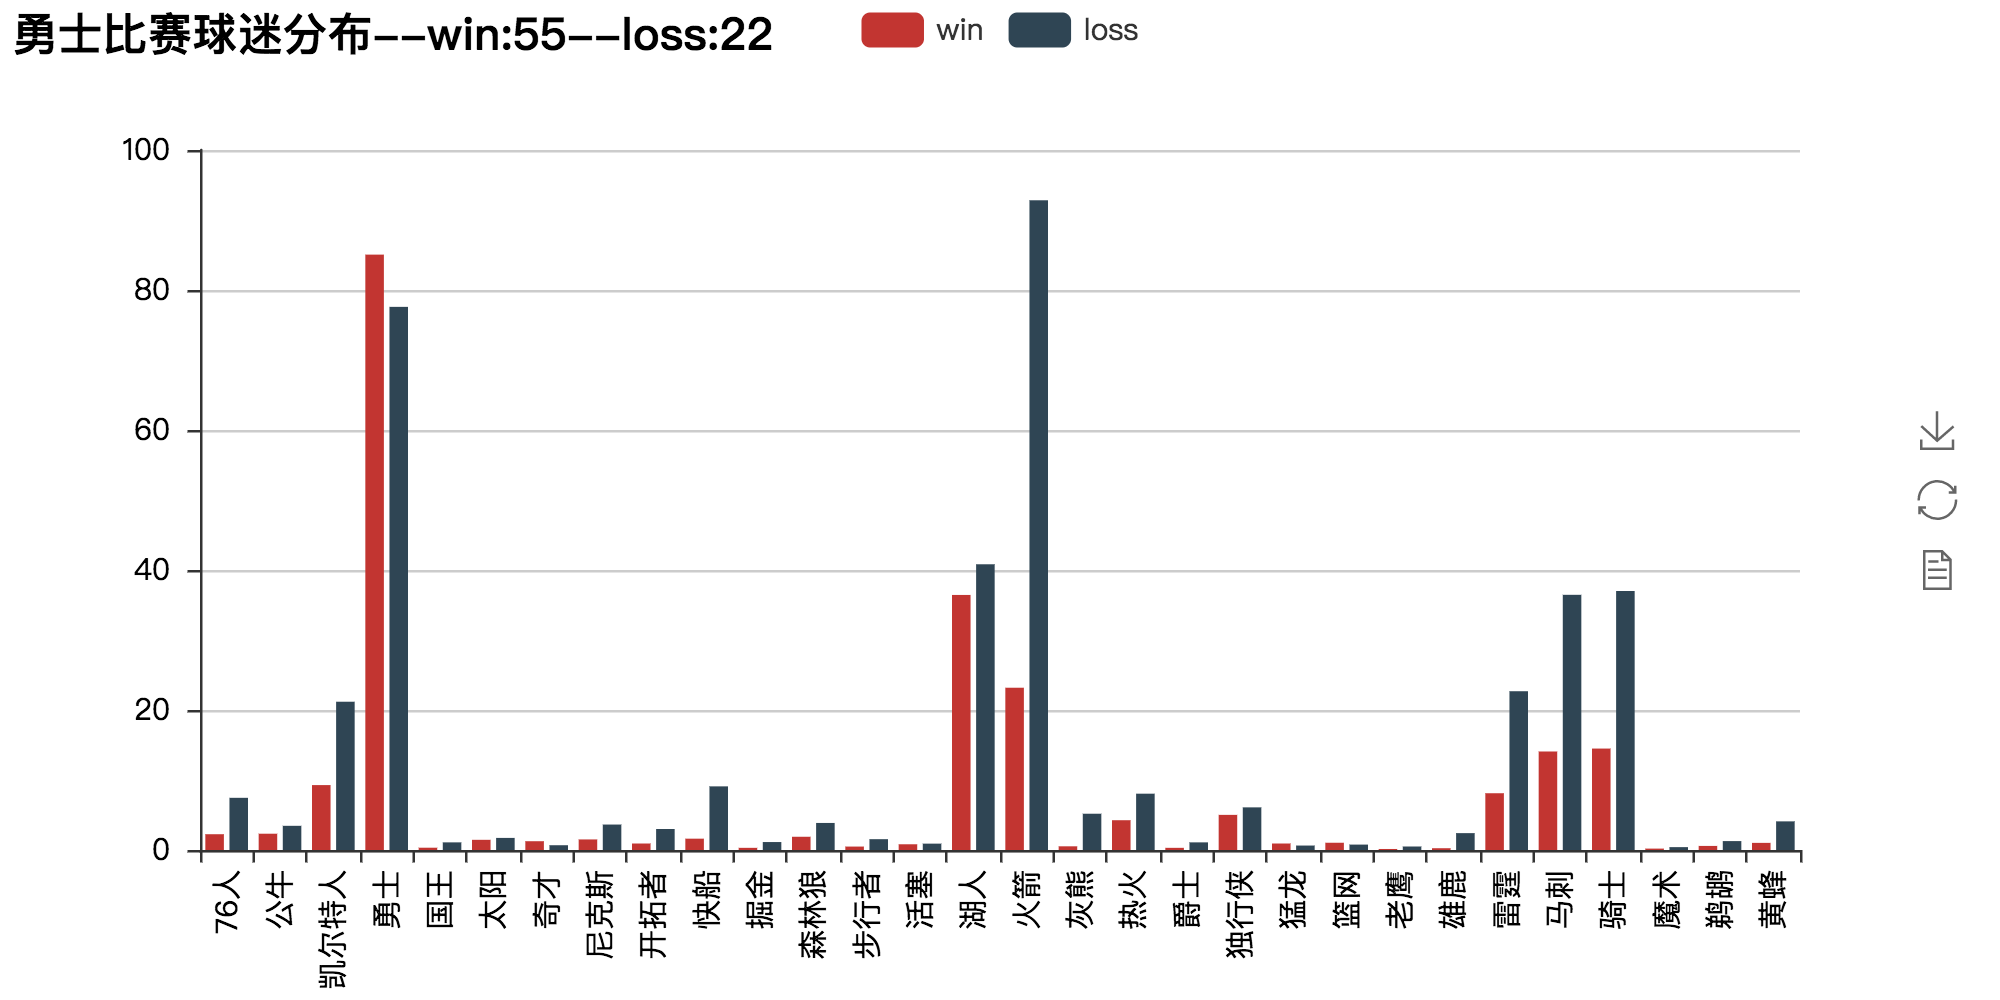 勇士比赛球迷分布--win:55--loss:22
win
loss
100
80
60
40
20
0
76人
公牛
凯尔特人
勇士
国王
太阳
奇才
尼克斯
开拓者
快船
掘金
森林狼
步行者
活塞
湖人
火箭
灰熊
热火
爵士
独行侠
猛龙
篮网
老鹰
雄鹿
雷霆
马刺
骑士
魔术
鹈鹕
黄蜂